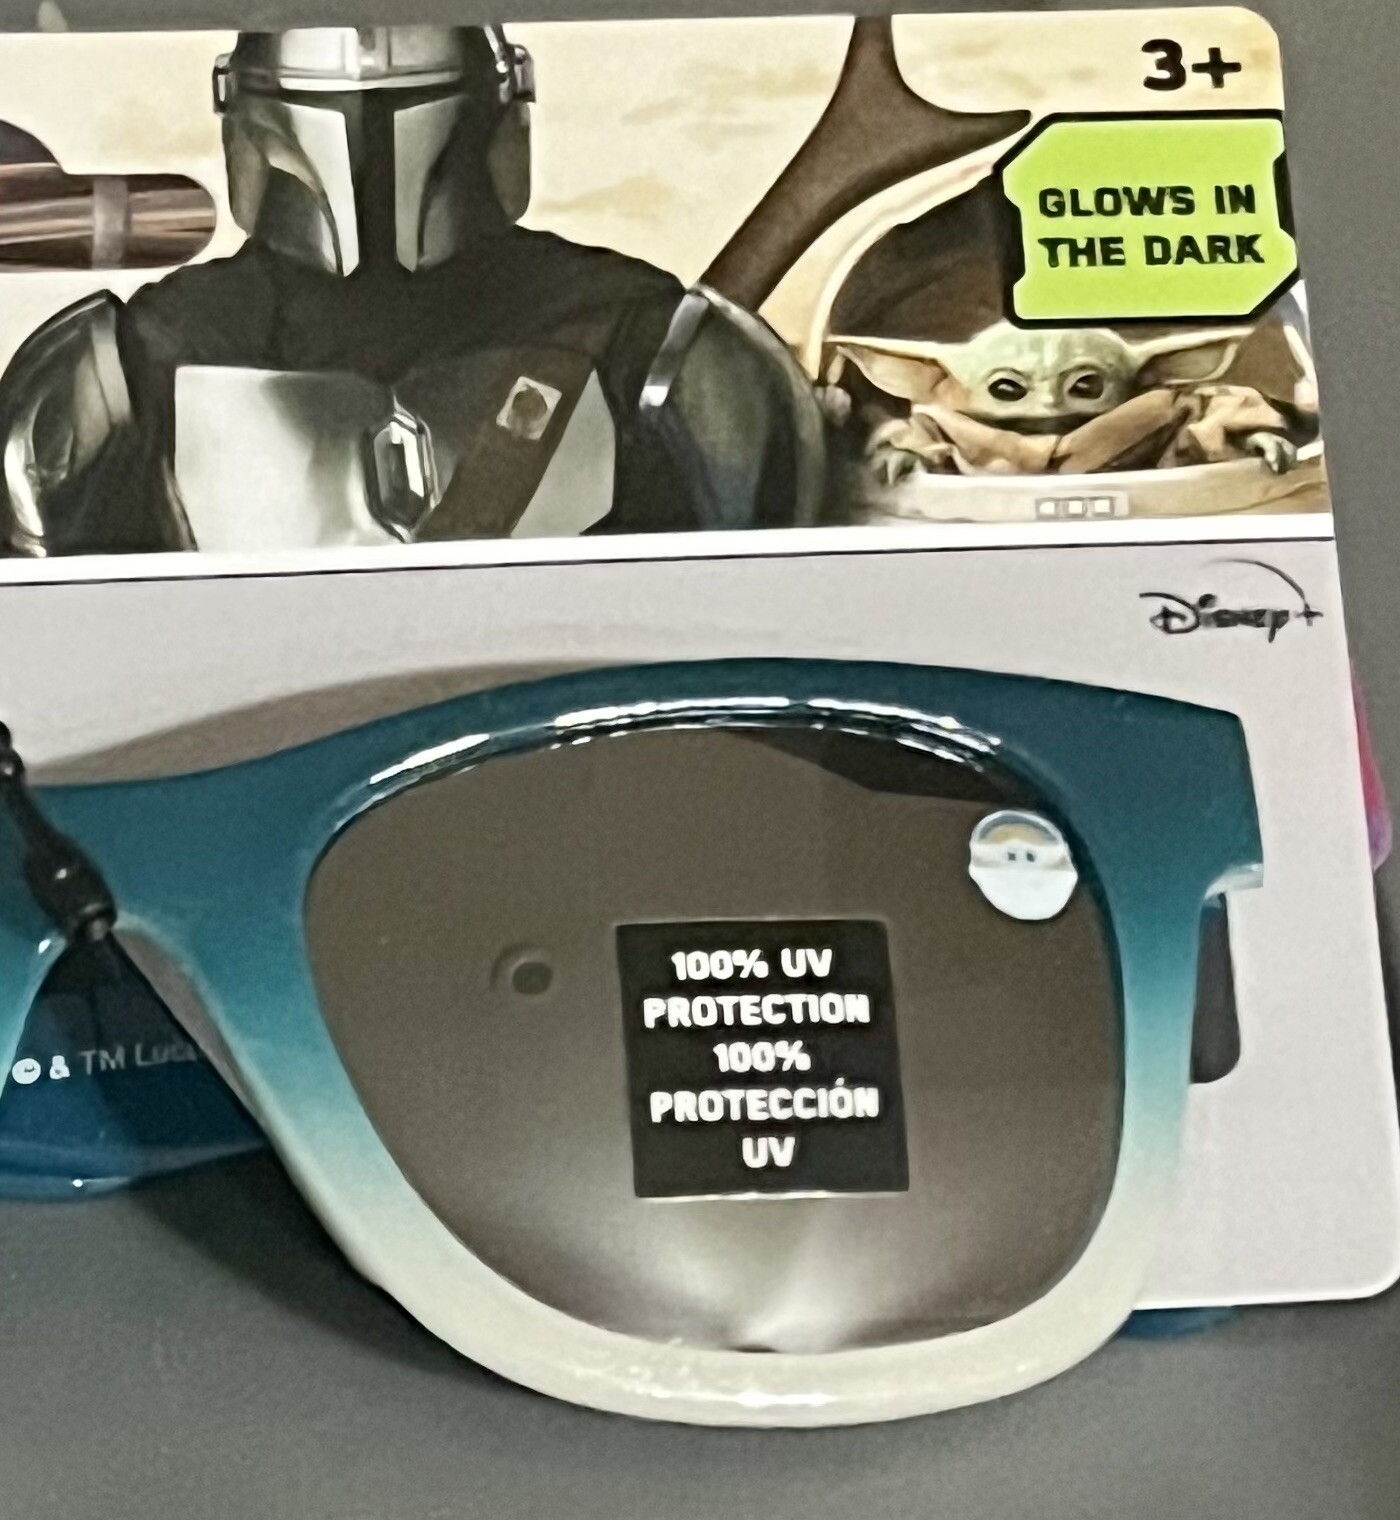 3+
GLOWS IN
THE DARK
Disney+
100% UV
PROTECTION
100%
PROTECCIÓN
UV
& TM